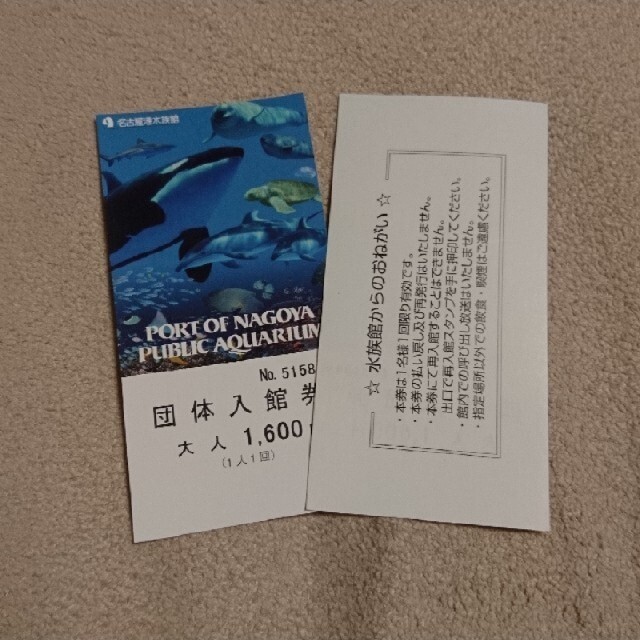 名古屋港水族館
PORT OF NAGOYA
PUBLIC AQUARIUM
No. 5158
団体入館券
大人 1,600
(1人1回)
☆ 水族館からのおねがい ☆
・本券は1名様1回限り有効です。
・本券の払い戻し及び再発行はいたしません。
・本券にて再入館することはできません。
出口で再入館スタンプを手に押印してください。
・館内での呼び出し放送はいたしません。
・指定場所以外での飲食・喫煙はご遠慮ください。